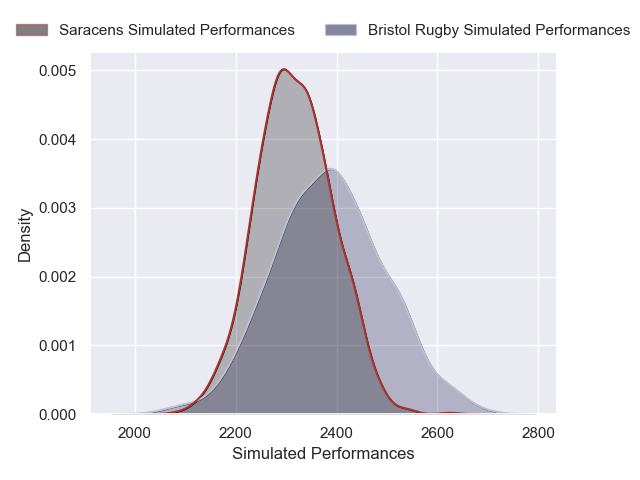 Saracens Simulated Performances
Bristol Rugby Simulated Performances
0.005
0.004
0.003
0.002
0.001
0.000
Density
2000
2200
2400
2600
2800
Simulated Performances